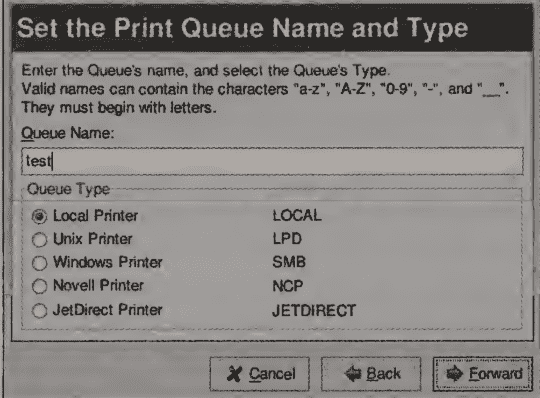 Set the Print Queue Name and Type
Enter the Queue's name, and select the Queue's Type.
Valid names can contain the characters "a-z", "A-Z", "0-9", "-", and "__".
They must begin with letters.
Queue Name:
test
Queue Type
Local Printer LOCAL
Unix Printer LPD
Windows Printer SMB
Novell Printer NCP
JetDirect Printer JETDIRECT
Cancel Back Forward